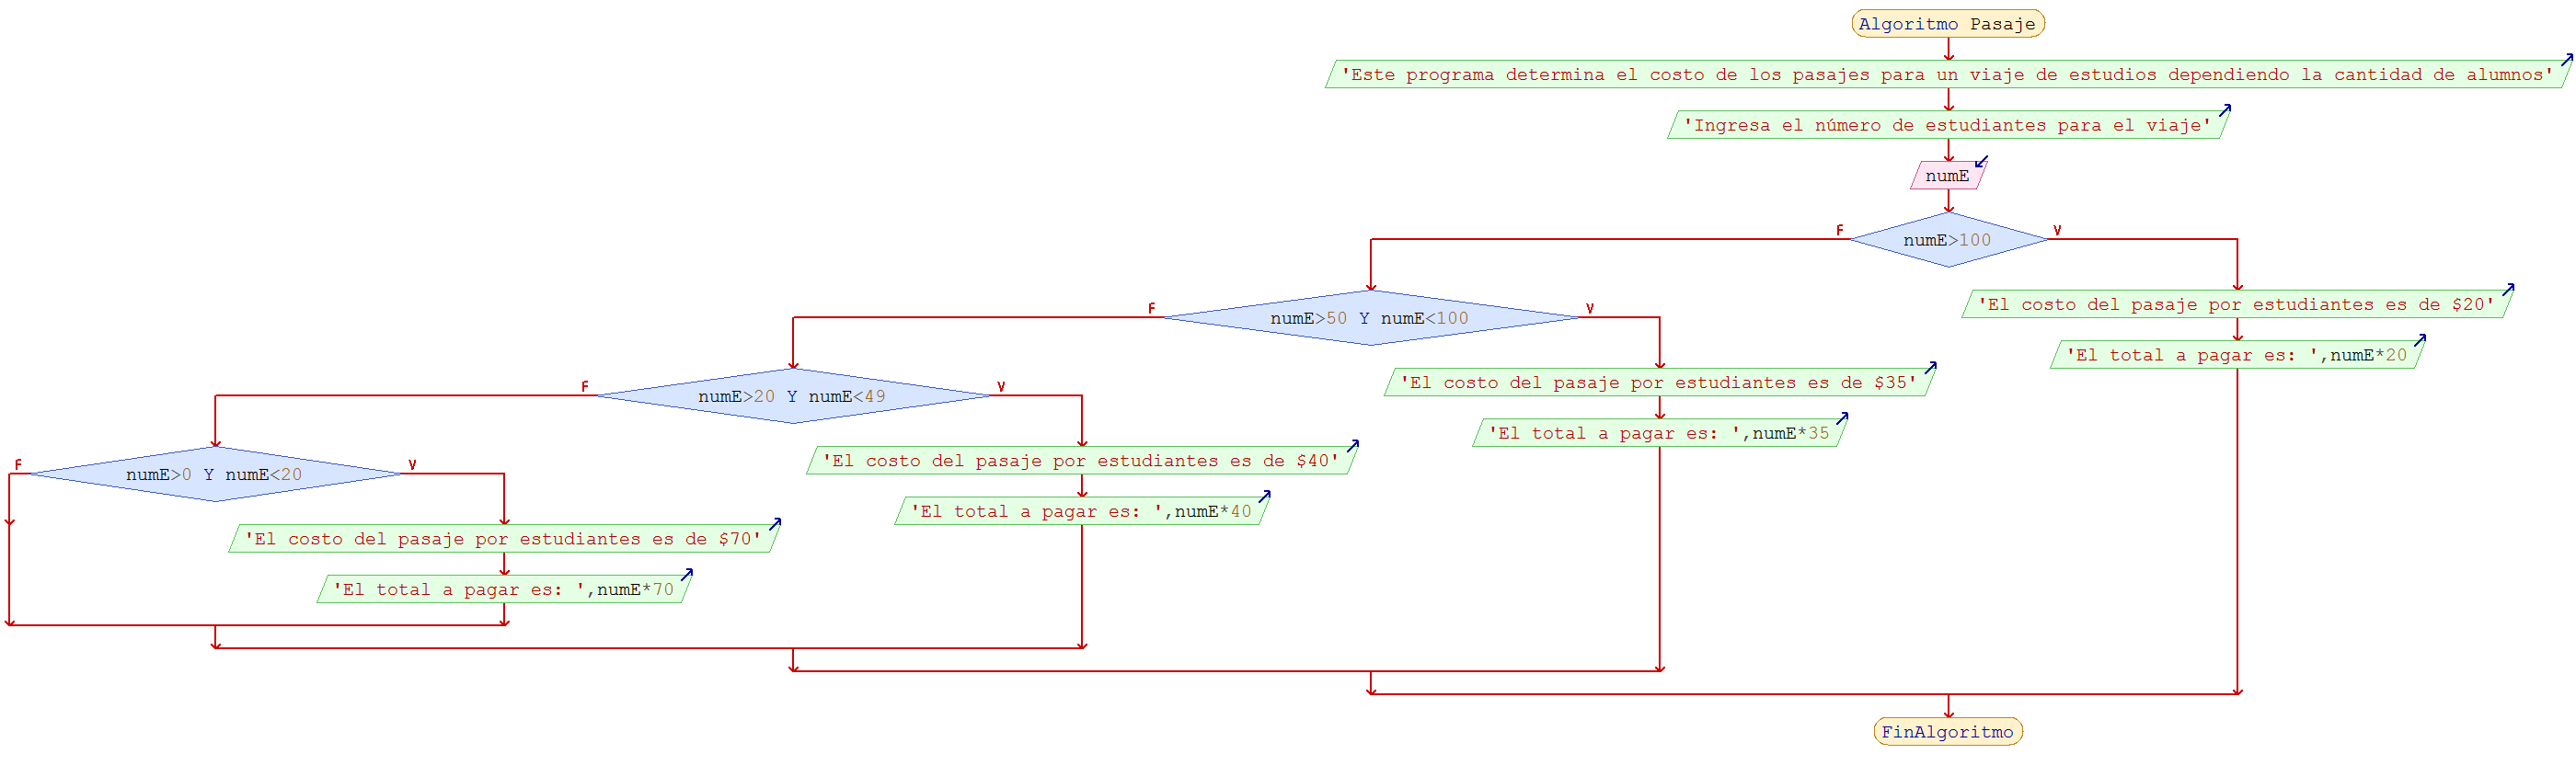 Algoritmo Pasaje
'Este programa determina el costo de los pasajes para un viaje de estudios dependiendo la cantidad de alumnos'
'Ingresa el número de estudiantes para el viaje'
numE
numE>100
F
V
numE>50 Y numE<100
F
V
'El costo del pasaje por estudiantes es de $20'
'El total a pagar es: ',numE*20
numE>20 Y numE<49
F
V
'El costo del pasaje por estudiantes es de $35'
'El total a pagar es: ',numE*35
numE>0 Y numE<20
F
V
'El costo del pasaje por estudiantes es de $40'
'El total a pagar es: ',numE*40
'El costo del pasaje por estudiantes es de $70'
'El total a pagar es: ',numE*70
FinAlgoritmo